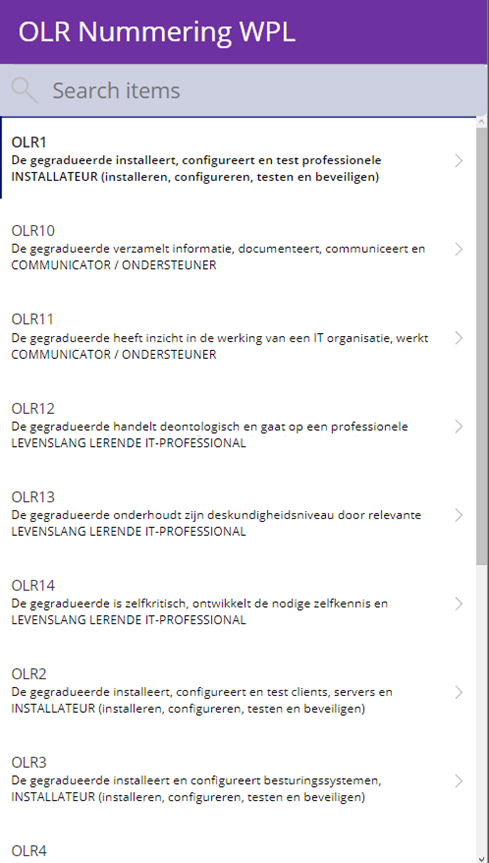 OLR Nummering WPL
Search items
OLR1
De gegradueerde installeert, configureert en test professionele
INSTALLATEUR (installeren, configureren, testen en beveiligen)
OLR10
De gegradueerde verzamelt informatie, documenteert, communiceert en
COMMUNICATOR / ONDERSTEUNER
OLR11
De gegradueerde heeft inzicht in de werking van een IT organisatie, werkt
COMMUNICATOR / ONDERSTEUNER
OLR12
De gegradueerde handelt deontologisch en gaat op een professionele
LEVENSLANG LERENDE IT-PROFESSIONAL
OLR13
De gegradueerde onderhoudt zijn deskundigheidsniveau door relevante
LEVENSLANG LERENDE IT-PROFESSIONAL
OLR14
De gegradueerde is zelfkritisch, ontwikkelt de nodige zelfkennis en
LEVENSLANG LERENDE IT-PROFESSIONAL
OLR2
De gegradueerde installeert, configureert en test clients, servers en
INSTALLATEUR (installeren, configureren, testen en beveiligen)
OLR3
De gegradueerde installeert en configureert besturingssystemen,
INSTALLATEUR (installeren, configureren, testen en beveiligen)
OLR4